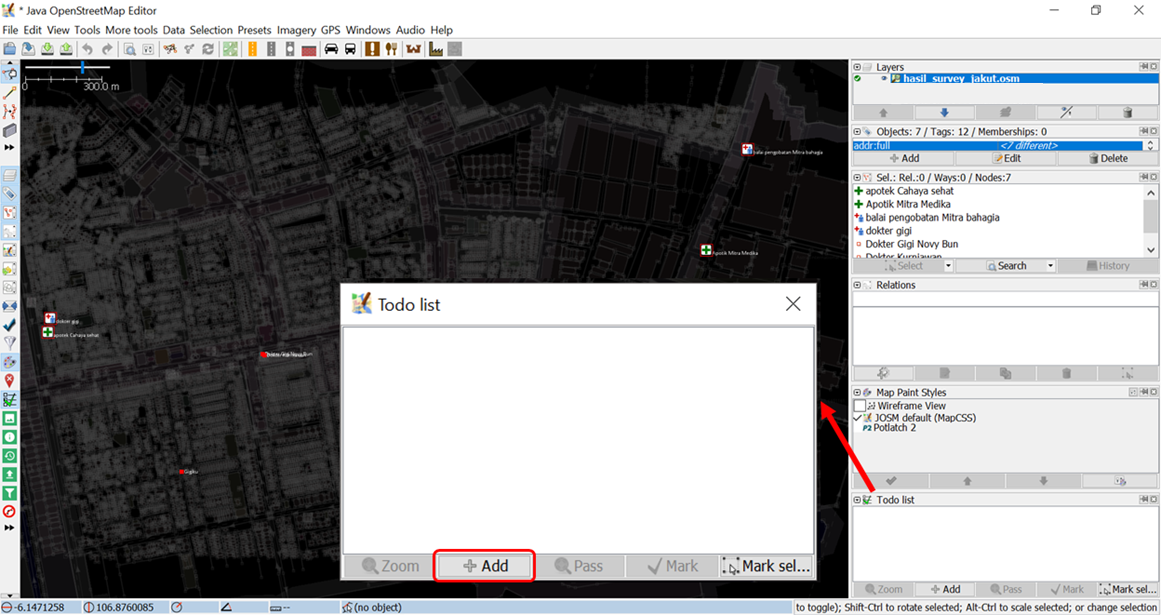 * Java OpenStreetMap Editor
File Edit View Tools More tools Data Selection Presets Imagery GPS Windows Audio Help
0 300.0 m
Layers
hasil_survey_jakut.osm
Objects: 7 / Tags: 12 / Memberships: 0
addr:full <7 different>
Add Edit Delete
Sel.: Rel.:0 / Ways:0 / Nodes:7
apotek Cahaya sehat
Apotik Mitra Medika
balai pengobatan Mitra bahagia
dokter gigi
Dokter Gigi Novy Bun
Dokter Kurniawan
Select Search History
Relations
Map Paint Styles
Wireframe View
JOSM default (MapCSS)
P2 Potlatch 2
Todo list
Zoom Add Pass Mark Mark sel...
balai pengobatan Mitra bahagia
Apotik Mitra Medika
dokter gigi
apotek Cahaya sehat
Gigiku
Todo list
Zoom Add Pass Mark Mark sel...
-6.1471258 106.8760085 -- (no object) to toggle); Shift-Ctrl to rotate selected; Alt-Ctrl to scale selected; or change selection